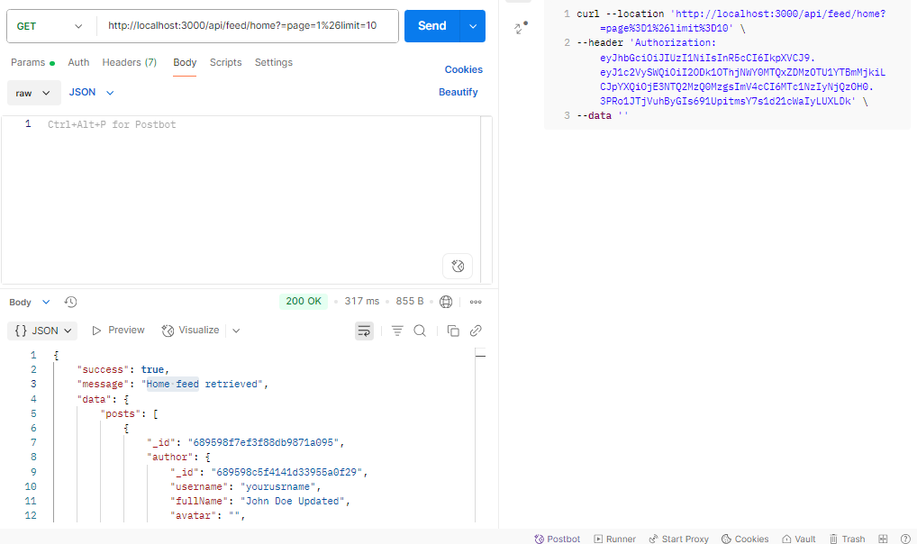 GET
http://localhost:3000/api/feed/home?=page=1%26limit=10
Send
Params
Auth
Headers (7)
Body
Scripts
Settings
Cookies
raw
JSON
Beautify
1 Ctrl+Alt+P for Postbot
Body
200 OK
317 ms
855 B
{} JSON
Preview
Visualize
1 {
2 "success": true,
3 "message": "Home feed retrieved",
4 "data": {
5 "posts": [
6 {
7 "_id": "689598f7ef3f88db9871a095",
8 "author": {
9 "_id": "689598c5f4141d33955a0f29",
10 "username": "yourusrname",
11 "fullName": "John Doe Updated",
12 "avatar": "",
1 curl --location 'http://localhost:3000/api/feed/home?
=page%3D1%26limit%3D10' \
2 --header 'Authorization:
eyJhbGciOiJIUzI1NiIsInR5cCI6IkpXVCJ9.
3 --data ''
Postbot
Runner
Start Proxy
Cookies
Vault
Trash